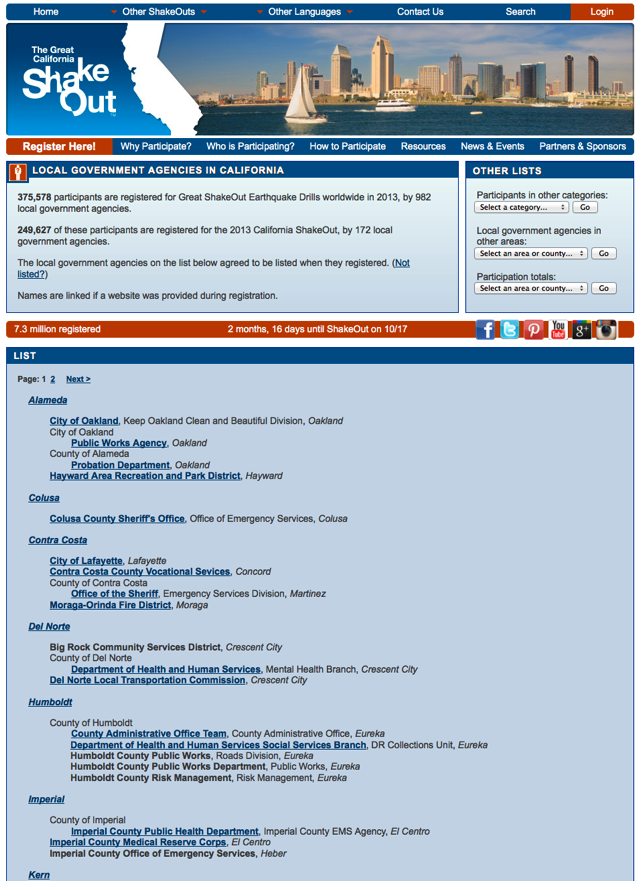 Home Other ShakeOuts Other Languages Contact Us Search Login
The Great
California
Shake
Out
Register Here! Why Participate? Who is Participating? How to Participate Resources News & Events Partners & Sponsors
LOCAL GOVERNMENT AGENCIES IN CALIFORNIA
375,578 participants are registered for Great ShakeOut Earthquake Drills worldwide in 2013, by 982
local government agencies.
249,627 of these participants are registered for the 2013 California ShakeOut, by 172 local
government agencies.
The local government agencies on the list below agreed to be listed when they registered. (Not
listed?)
Names are linked if a website was provided during registration.
OTHER LISTS
Participants in other categories:
Select a category... Go
Local government agencies in
other areas:
Select an area or county... Go
Participation totals:
Select an area or county... Go
7.3 million registered 2 months, 16 days until ShakeOut on 10/17
You
Tube
LIST
Page: 1 2 Next >
Alameda
City of Oakland, Keep Oakland Clean and Beautiful Division, Oakland
City of Oakland
Public Works Agency, Oakland
County of Alameda
Probation Department, Oakland
Hayward Area Recreation and Park District, Hayward
Colusa
Colusa County Sheriff's Office, Office of Emergency Services, Colusa
Contra Costa
City of Lafayette, Lafayette
Contra Costa County Vocational Sevices, Concord
County of Contra Costa
Office of the Sheriff, Emergency Services Division, Martinez
Moraga-Orinda Fire District, Moraga
Del Norte
Big Rock Community Services District, Crescent City
County of Del Norte
Department of Health and Human Services, Mental Health Branch, Crescent City
Del Norte Local Transportation Commission, Crescent City
Humboldt
County of Humboldt
County Administrative Office Team, County Administrative Office, Eureka
Department of Health and Human Services Social Services Branch, DR Collections Unit, Eureka
Humboldt County Public Works, Roads Division, Eureka
Humboldt County Public Works Department, Public Works, Eureka
Humboldt County Risk Management, Risk Management, Eureka
Imperial
County of Imperial
Imperial County Public Health Department, Imperial County EMS Agency, El Centro
Imperial County Medical Reserve Corps, El Centro
Imperial County Office of Emergency Services, Heber
Kern